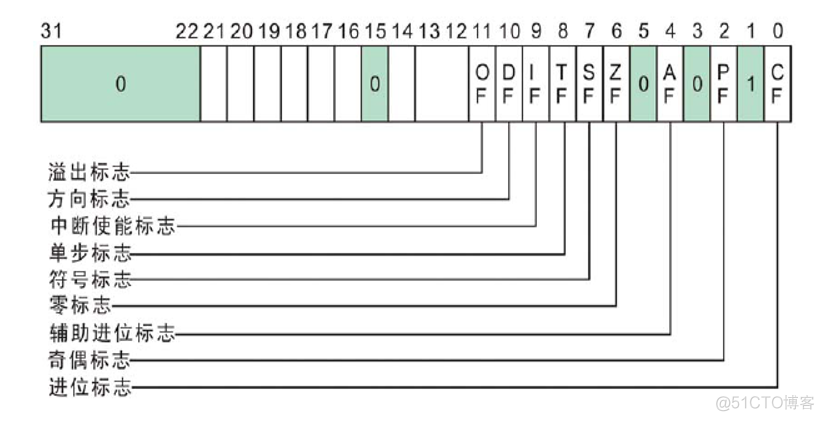 31 22 21 20 19 18 17 16 15 14 13 12 11 10 9 8 7 6 5 4 3 2 1 0
0 0 OF DF IF TF SF ZF 0 AF 0 PF 1 CF
溢出标志
方向标志
中断使能标志
单步标志
符号标志
零标志
辅助进位标志
奇偶标志
进位标志
@51CTO博客